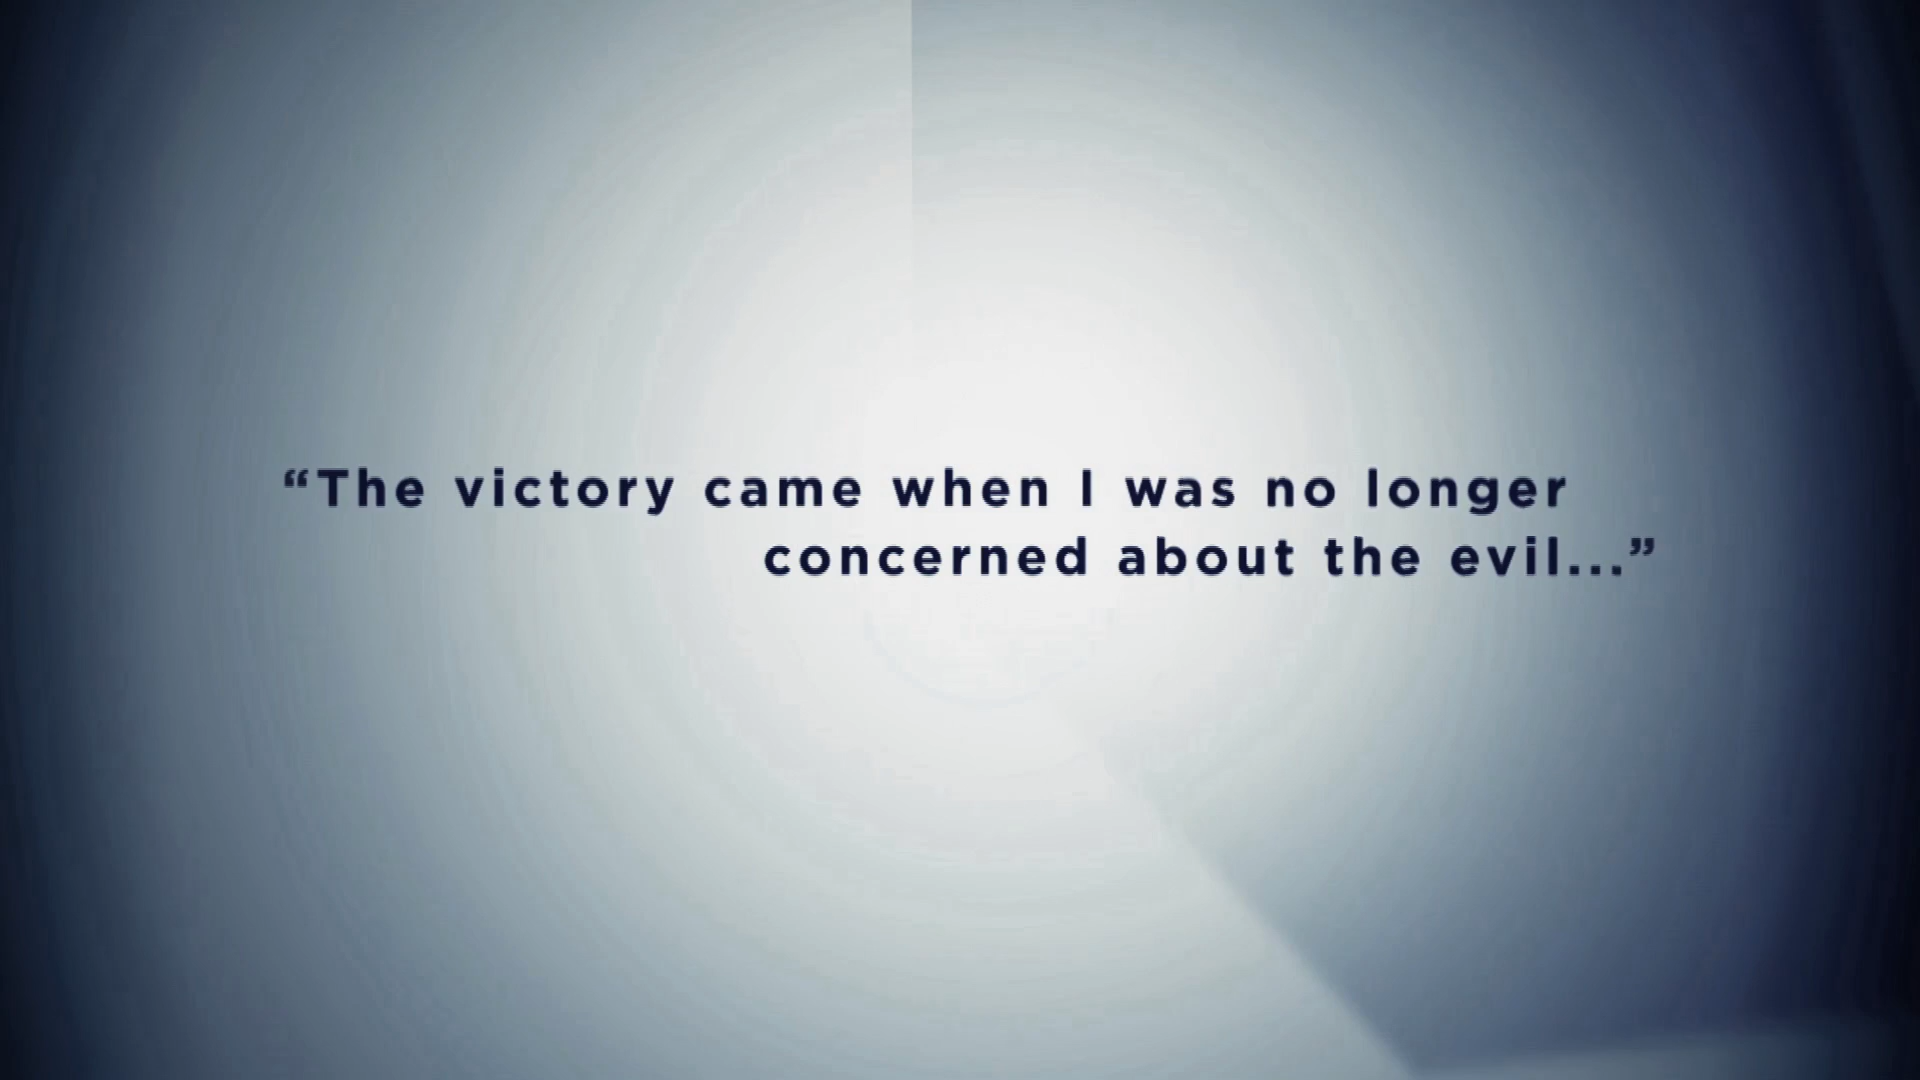 “The victory came when I was no longer
concerned about the evil...”